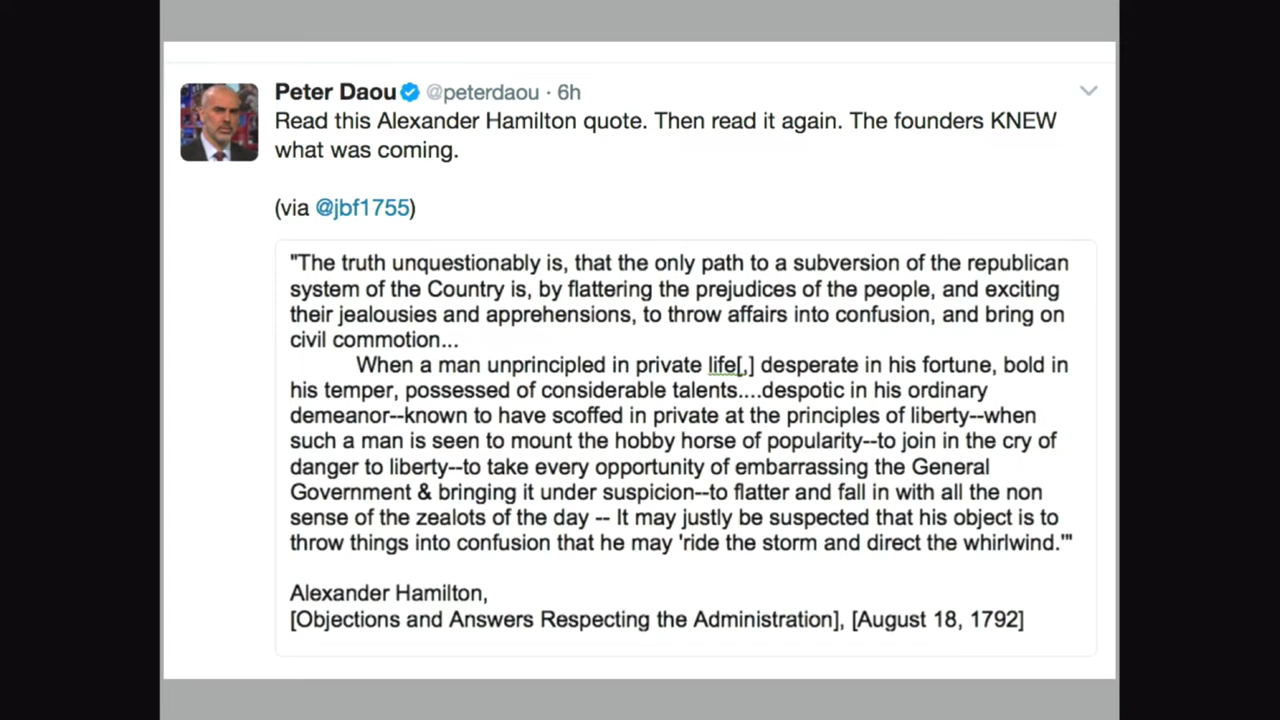 Peter Daou @peterdaou · 6h
Read this Alexander Hamilton quote. Then read it again. The founders KNEW
what was coming.
(via @jbf1755)
"The truth unquestionably is, that the only path to a subversion of the republican
system of the Country is, by flattering the prejudices of the people, and exciting
their jealousies and apprehensions, to throw affairs into confusion, and bring on
civil commotion...
When a man unprincipled in private life[,] desperate in his fortune, bold in
his temper, possessed of considerable talents....despotic in his ordinary
demeanor--known to have scoffed in private at the principles of liberty--when
such a man is seen to mount the hobby horse of popularity--to join in the cry of
danger to liberty--to take every opportunity of embarrassing the General
Government & bringing it under suspicion--to flatter and fall in with all the non
sense of the zealots of the day -- It may justly be suspected that his object is to
throw things into confusion that he may 'ride the storm and direct the whirlwind.'"
Alexander Hamilton,
[Objections and Answers Respecting the Administration], [August 18, 1792]